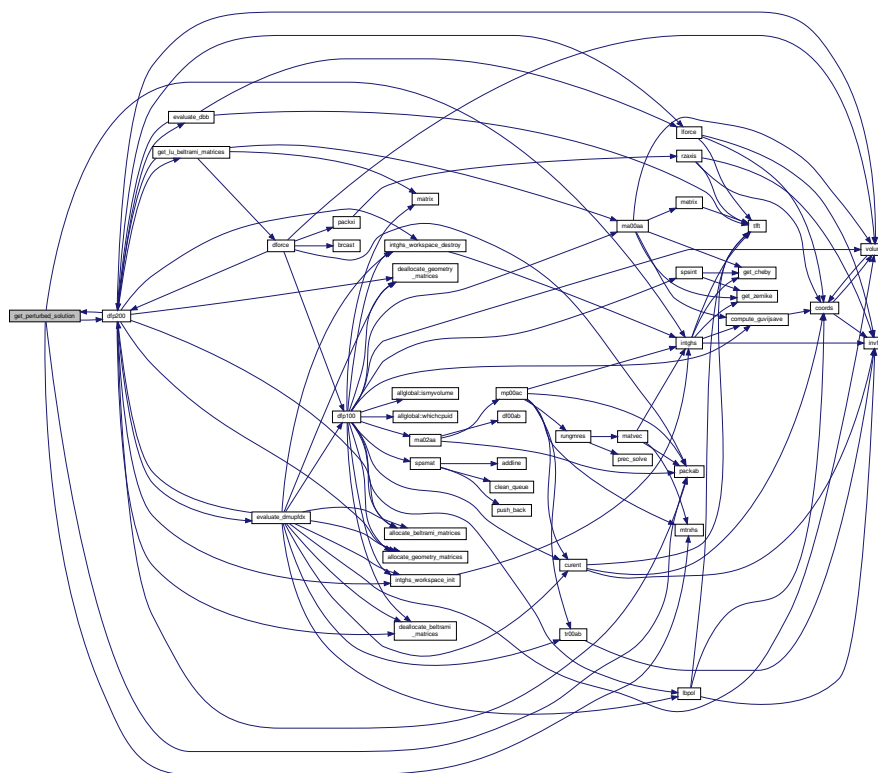 evaluate_dbb
get_lu_beltrami_matrices
get_perturbed_solution
dfp200
evaluate_dmupfdx
dforce
packxi
brcast
dfp100
matrix
intghs_workspace_destroy
deallocate_geometry
_matrices
allglobal::ismyvolume
allglobal::whichcpuid
ma02aa
spsmat
allocate_beltrami_matrices
allocate_geometry_matrices
intghs_workspace_init
deallocate_beltrami
_matrices
mp00ac
df00ab
addline
clean_queue
push_back
rungmres
curent
tr00ab
matvec
prec_solve
ma00aa
lforce
rzaxis
matrix
spsint
intghs
packab
mtrxhs
lbpol
tfft
get_cheby
get_zernike
compute_guvijsave
coords